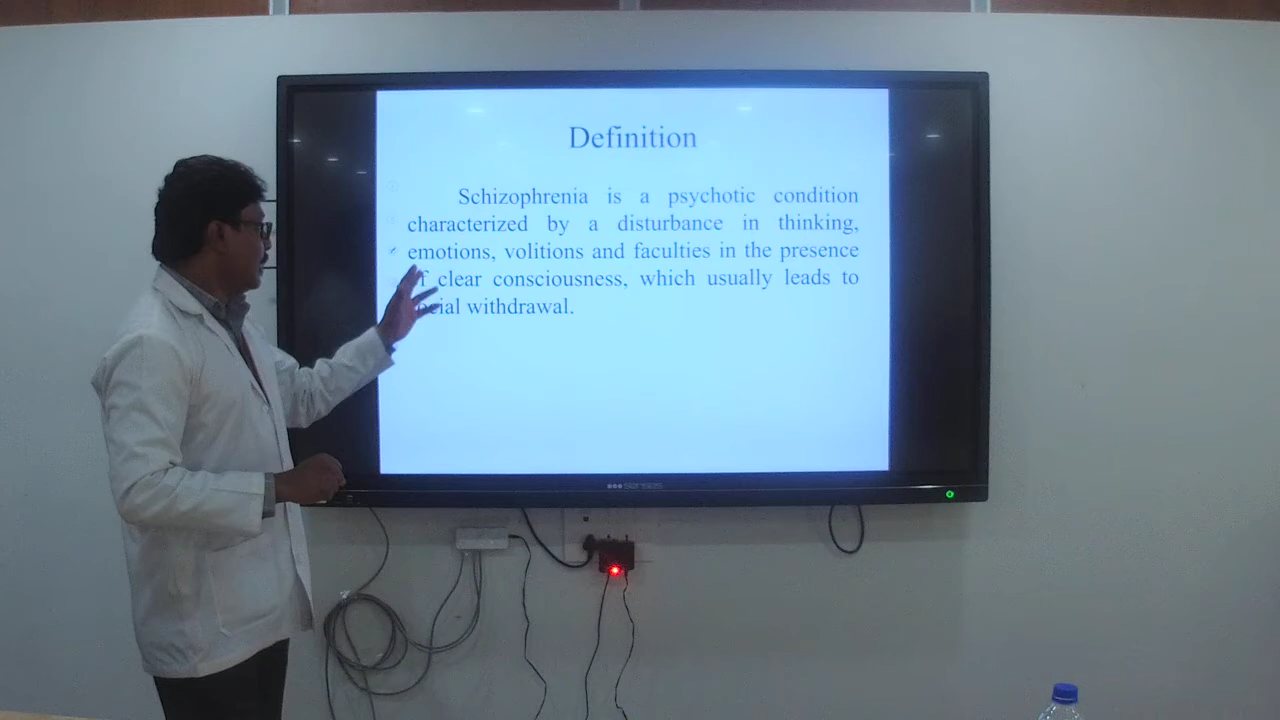 Definition
Schizophrenia is a psychotic condition
characterized by a disturbance in thinking,
emotions, volitions and faculties in the presence
clear consciousness, which usually leads to
withdrawal.